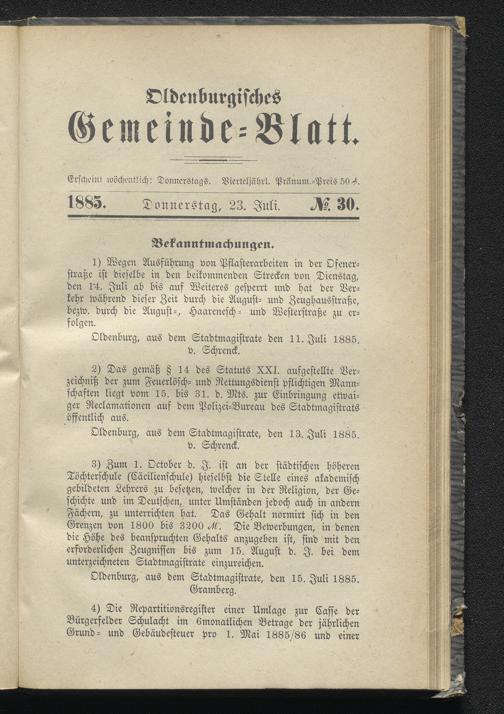 Oldenburgisches
Gemeinde-Blatt.
Erscheint wöchentlich: Donnerstags. Vierteljährl. Pränum.-Preis 50 ₰.
1885. Donnerstag, 23. Juli. №. 30.
Bekanntmachungen.
1) Wegen Ausführung von Pflasterarbeiten in der Ofener-
straße ist dieselbe in den beikommenden Strecken von Dienstag,
den 14. Juli ab bis auf Weiteres gesperrt und hat der Ver-
kehr während dieser Zeit durch die August- und Zeughausstraße,
bezw. durch die August-, Haarenesch- und Westerstraße zu er-
folgen.
Oldenburg, aus dem Stadtmagistrate den 11. Juli 1885.
v. Schrenck.
2) Das gemäß § 14 des Statuts XXI. aufgestellte Ver-
zeichniß der zum Feuerlösch- und Rettungsdienst pflichtigen Mann-
schaften liegt vom 15. bis 31. d. Mts. zur Einbringung etwai-
ger Reclamationen auf dem Polizei-Bureau des Stadtmagistrats
öffentlich aus.
Oldenburg, aus dem Stadtmagistrate, den 13. Juli 1885.
v. Schrenck.
3) Zum 1. October d. J. ist an der städtischen höheren
Töchterschule (Cäcilienschule) hieselbst die Stelle eines akademisch
gebildeten Lehrers zu besetzen, welcher in der Religion, der Ge-
schichte und im Deutschen, unter Umständen jedoch auch in andern
Fächern, zu unterrichten hat. Das Gehalt normirt sich in den
Grenzen von 1800 bis 3200 M. Die Bewerbungen, in denen
die Höhe des beanspruchten Gehalts anzugeben ist, sind mit den
erforderlichen Zeugnissen bis zum 15. August d. J. bei dem
unterzeichneten Stadtmagistrate einzureichen.
Oldenburg, aus dem Stadtmagistrate, den 15. Juli 1885.
Gramberg.
4) Die Repartitionsregister einer Umlage zur Casse der
Bürgerfelder Schulacht im 6monatlichen Betrage der jährlichen
Grund- und Gebäudesteuer pro 1. Mai 1885/86 und einer